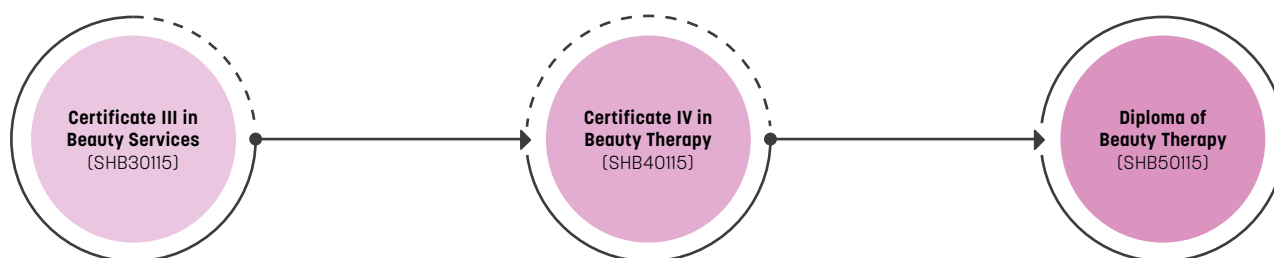 Certificate III in
Beauty Services
(SHB30115)
Certificate IV in
Beauty Therapy
(SHB40115)
Diploma of
Beauty Therapy
(SHB50115)